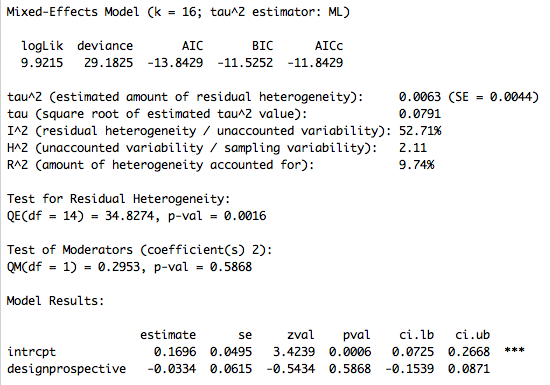 Mixed-Effects Model (k = 16; tau^2 estimator: ML)
logLik deviance AIC BIC AICc
9.9215 29.1825 -13.8429 -11.5252 -11.8429
tau^2 (estimated amount of residual heterogeneity): 0.0063 (SE = 0.0044)
tau (square root of estimated tau^2 value): 0.0791
I^2 (residual heterogeneity / unaccounted variability): 52.71%
H^2 (unaccounted variability / sampling variability): 2.11
R^2 (amount of heterogeneity accounted for): 9.74%
Test for Residual Heterogeneity:
QE(df = 14) = 34.8274, p-val = 0.0016
Test of Moderators (coefficient(s) 2):
QM(df = 1) = 0.2953, p-val = 0.5868
Model Results:
estimate se zval pval ci.lb ci.ub
intrcpt 0.1696 0.0495 3.4239 0.0006 0.0725 0.2668 ***
designprospective -0.0334 0.0615 -0.5434 0.5868 -0.1539 0.0871